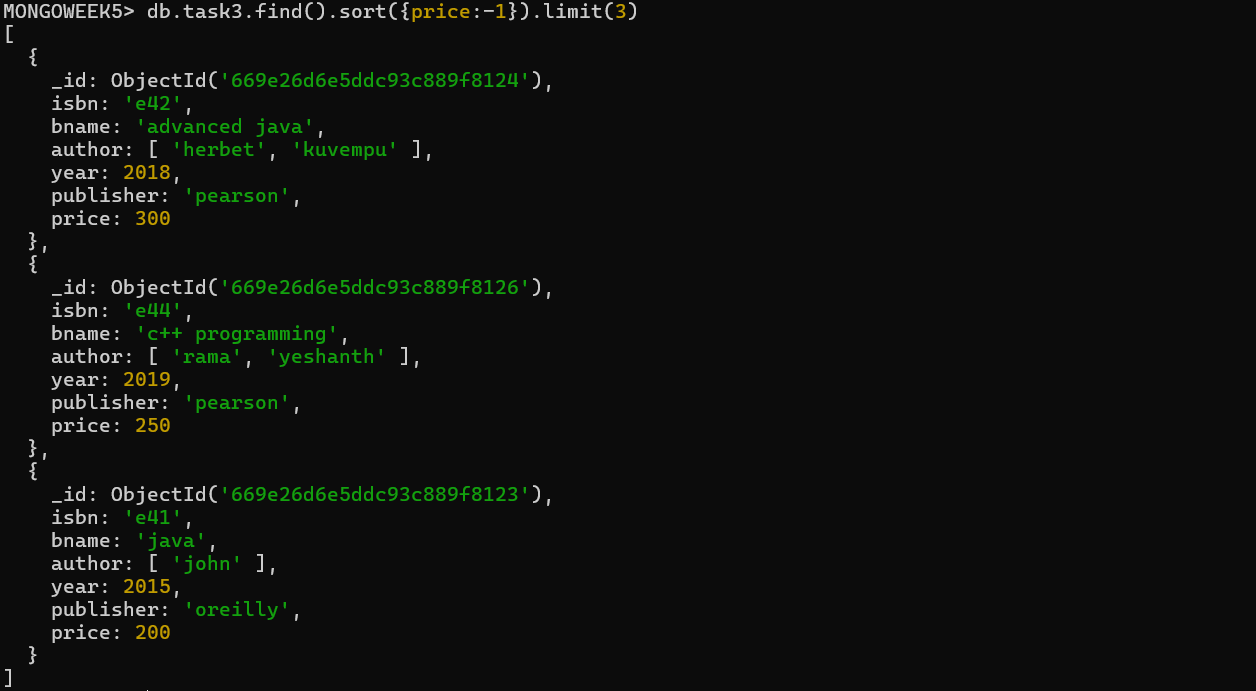 MONGOWEEK5> db.task3.find().sort({price:-1}).limit(3)
[
  {
    _id: ObjectId('669e26d6e5ddc93c889f8124'),
    isbn: 'e42',
    bname: 'advanced java',
    author: [ 'herbet', 'kuvempu' ],
    year: 2018,
    publisher: 'pearson',
    price: 300
  },
  {
    _id: ObjectId('669e26d6e5ddc93c889f8126'),
    isbn: 'e44',
    bname: 'c++ programming',
    author: [ 'rama', 'yeshanth' ],
    year: 2019,
    publisher: 'pearson',
    price: 250
  },
  {
    _id: ObjectId('669e26d6e5ddc93c889f8123'),
    isbn: 'e41',
    bname: 'java',
    author: [ 'john' ],
    year: 2015,
    publisher: 'oreilly',
    price: 200
  }
]